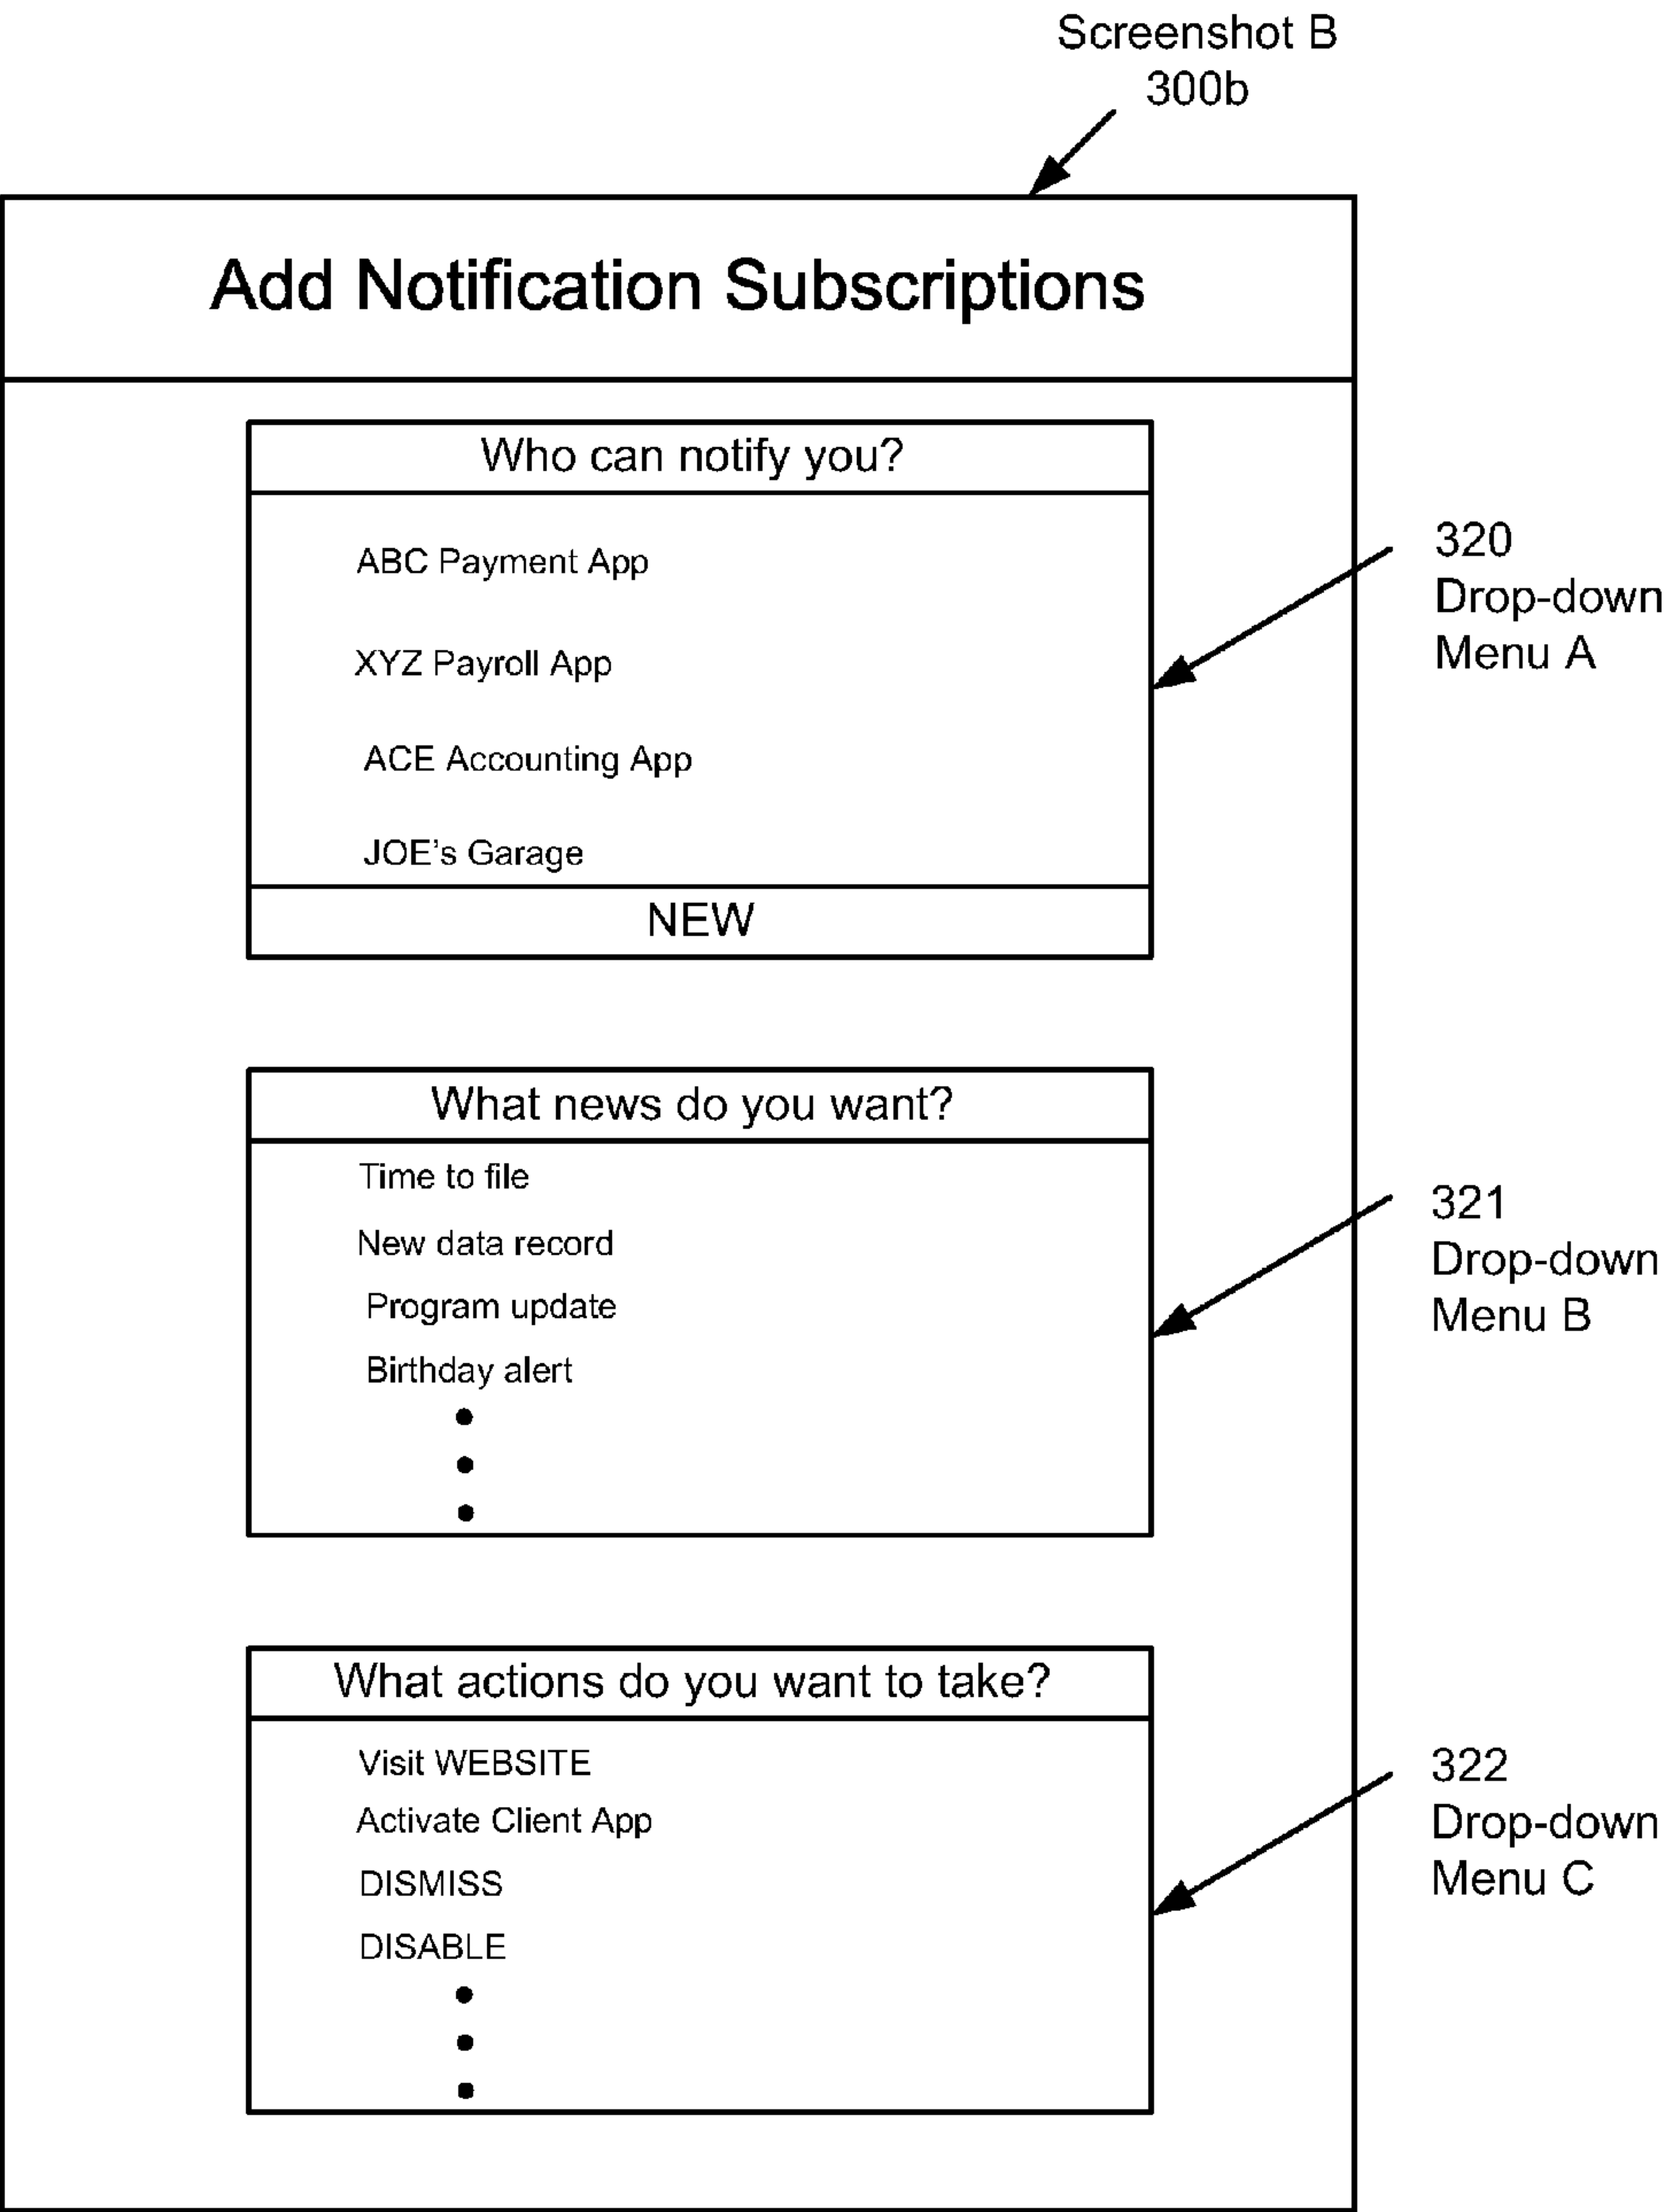 Screenshot B
300b
Add Notification Subscriptions
Who can notify you?
ABC Payment App
XYZ Payroll App
ACE Accounting App
JOE's Garage
NEW
320
Drop-down
Menu A
What news do you want?
Time to file
New data record
Program update
Birthday alert
321
Drop-down
Menu B
What actions do you want to take?
Visit WEBSITE
Activate Client App
DISMISS
DISABLE
322
Drop-down
Menu C